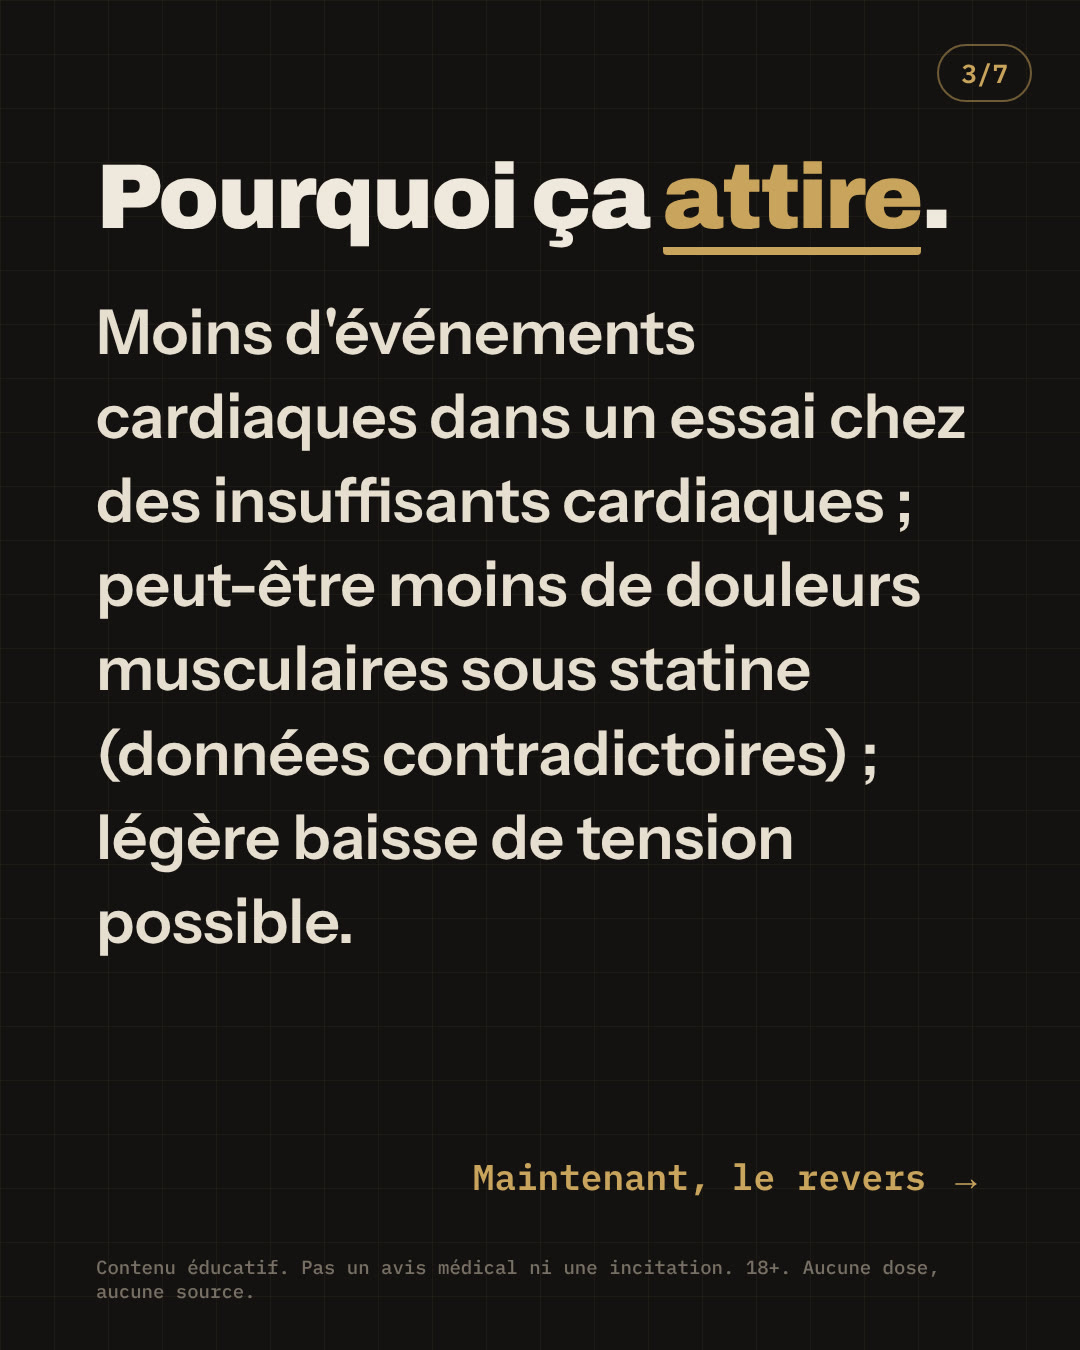 3/7
Pourquoi ça attire.
Moins d'événements
cardiaques dans un essai chez
des insuffisants cardiaques ;
peut-être moins de douleurs
musculaires sous statine
(données contradictoires) ;
légère baisse de tension
possible.
Maintenant, le revers →
Contenu éducatif. Pas un avis médical ni une incitation. 18+. Aucune dose,
aucune source.